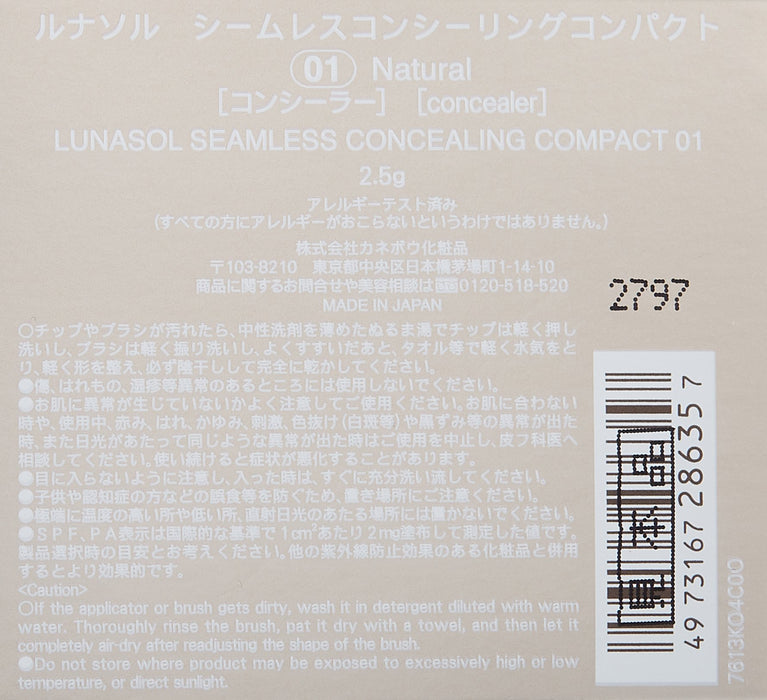 ルナソル　シームレスコンシーリングコンパクト
01 Natural
［コンシーラー］　［concealer］
LUNASOL SEAMLESS CONCEALING COMPACT 01
2.5g
アレルギーテスト済み
(すべての方にアレルギーがおこらないというわけではありません。)
株式会社カネボウ化粧品
〒103-8210　東京都中央区日本橋茅場町1-14-10
商品に関するお問合せや美容相談は0120-518-520
MADE IN JAPAN
2797
○チップやブラシが汚れたら、中性洗剤を薄めたぬるま湯でチップは軽く押し
洗いし、ブラシは軽く振り洗いし、よくすすいだあと、タオル等で軽く水気をと
り、軽く形を整え、必ず陰干しして完全に乾かしてください。
●傷、はれもの、湿疹等異常のあるところには使用しないでください。
●お肌に異常が生じていないかよく注意してご使用ください。お肌に合わない
時や、使用中、赤み、はれ、かゆみ、刺激、色抜け(白斑等)や黒ずみ等の異常が出た
時、また日光があたって同じような異常が出た時はご使用を中止し、皮フ科医へ
相談してください。使い続けると症状が悪化することがあります。
●目に入らないように注意し、入った時は、すぐに充分洗い流してください。
●子供や認知症の方などの誤食等を防ぐため、置き場所にご注意ください。
●極端に温度の高い所や低い所、直射日光のあたる場所には置かないでください。
●ＳＰＦ、ＰＡ表示は国際的な基準で１cm²あたり２mg塗布して測定した値です。
製品選択時の目安とお考えください。他の紫外線防止効果のある化粧品と併用
するとより効果的です。
<Caution>
○If the applicator or brush gets dirty, wash it in detergent diluted with warm
water. Thoroughly rinse the brush, pat it dry with a towel, and then let it
completely air-dry after readjusting the shape of the brush.
●Do not store where product may be exposed to excessively high or low
temperature, or direct sunlight.
4973167286357
7613K04C00